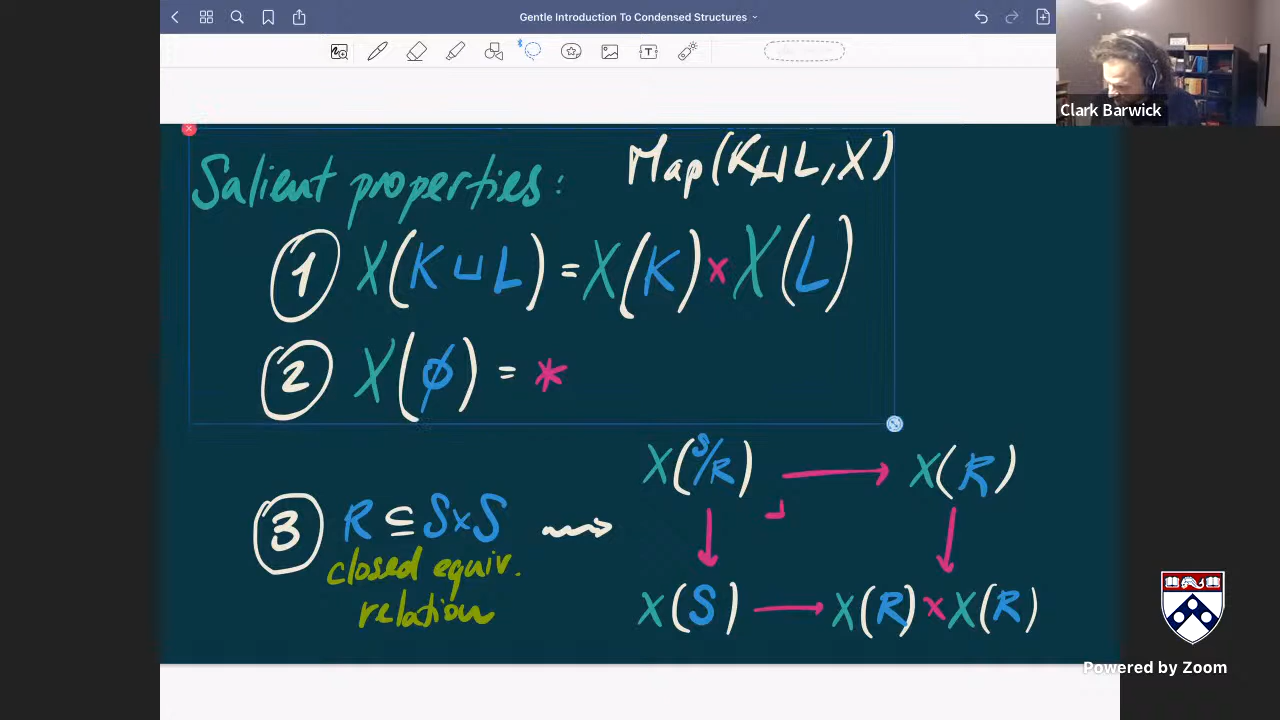 Gentle Introduction To Condensed Structures
Clark Barwick
Salient properties:
Map(K⊔L, X)
① X(K ⊔ L) = X(K) × X(L)
② X(∅) = *
③ R ⊆ S×S ⇝
closed equiv.
relation
X(S/R) → X(R)
↓ ⌟ ↓
X(S) → X(R) × X(R)
Powered by Zoom